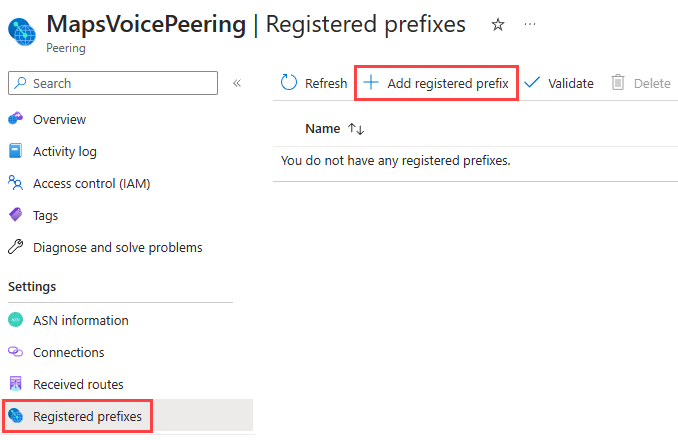 MapsVoicePeering | Registered prefixes
Peering
Search
Refresh Add registered prefix Validate Delete
Overview
Name
Activity log
You do not have any registered prefixes.
Access control (IAM)
Tags
Diagnose and solve problems
Settings
ASN information
Connections
Received routes
Registered prefixes